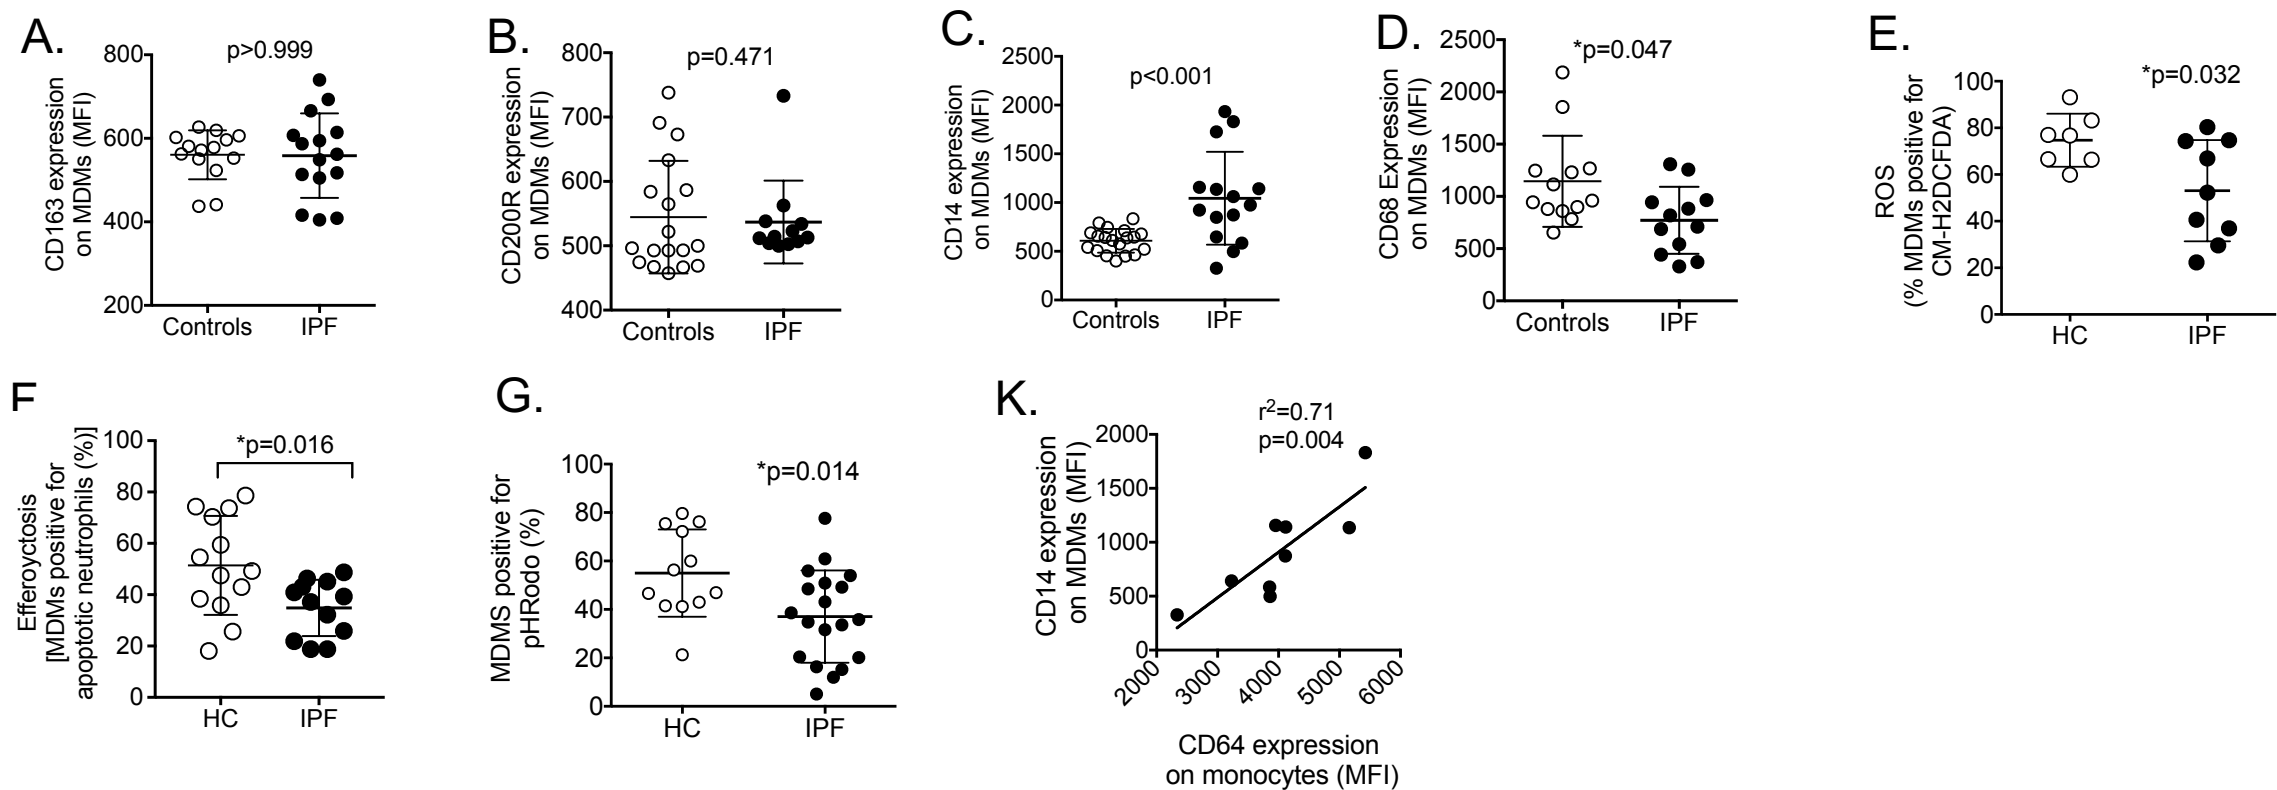 A.
p>0.999
CD163 expression
on MDMs (MFI)
800
600
400
200
Controls
IPF
B.
p=0.471
CD200R expression
on MDMs (MFI)
800
700
600
500
400
Controls
IPF
C.
p<0.001
CD14 expression
on MDMs (MFI)
2500
2000
1500
1000
500
0
Controls
IPF
D.
*p=0.047
CD68 Expression
on MDMs (MFI)
2500
2000
1500
1000
500
0
Controls
IPF
E.
*p=0.032
ROS
(% MDMs positive for
CM-H2DCFDA)
100
80
60
40
20
0
HC
IPF
F
*p=0.016
Efferoyctosis
[MDMs positive for
apoptotic neutrophils (%)]
100
80
60
40
20
0
HC
IPF
G.
*p=0.014
MDMS positive for
pHRodo (%)
100
80
60
40
20
0
HC
IPF
K.
r²=0.71
p=0.004
CD14 expression
on MDMs (MFI)
2000
1500
1000
500
0
2000
3000
4000
5000
6000
CD64 expression
on monocytes (MFI)